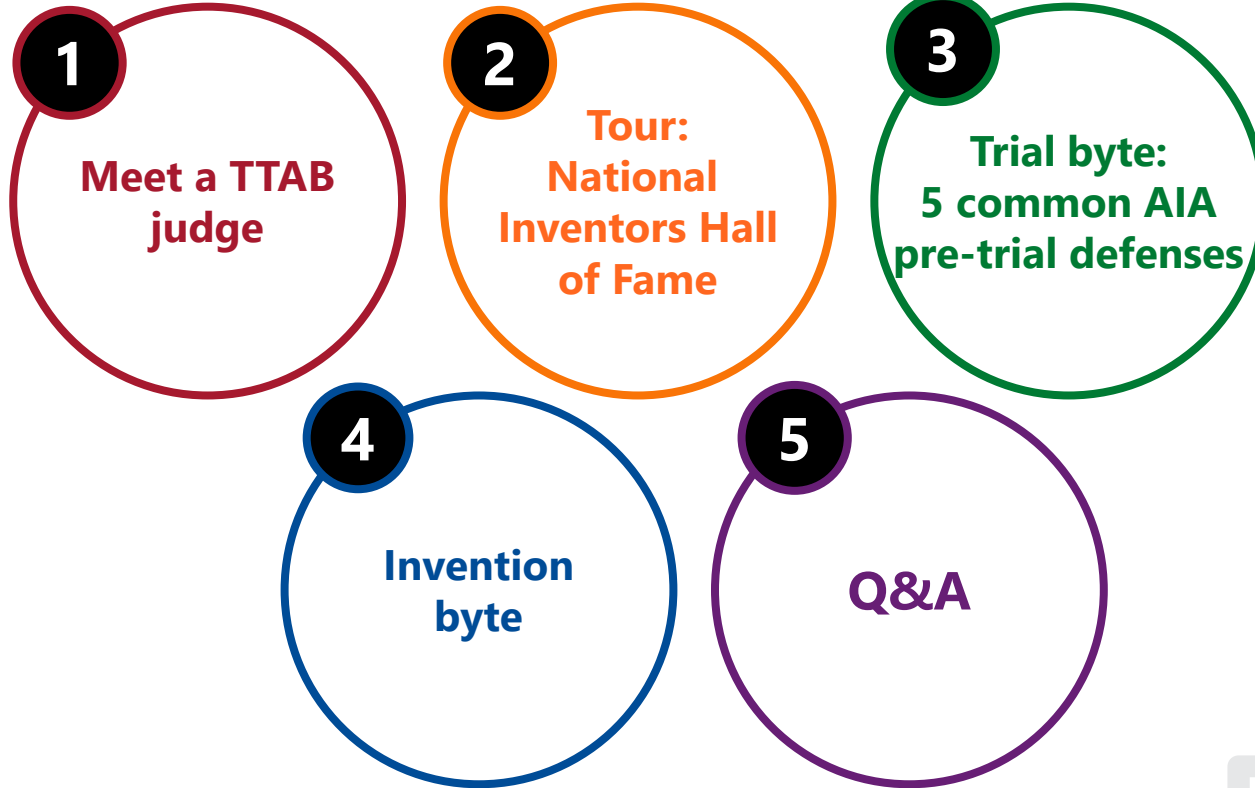 1
Meet a TTAB
judge
2
Tour:
National
Inventors Hall
of Fame
3
Trial byte:
5 common AIA
pre-trial defenses
4
Invention
byte
5
Q&A